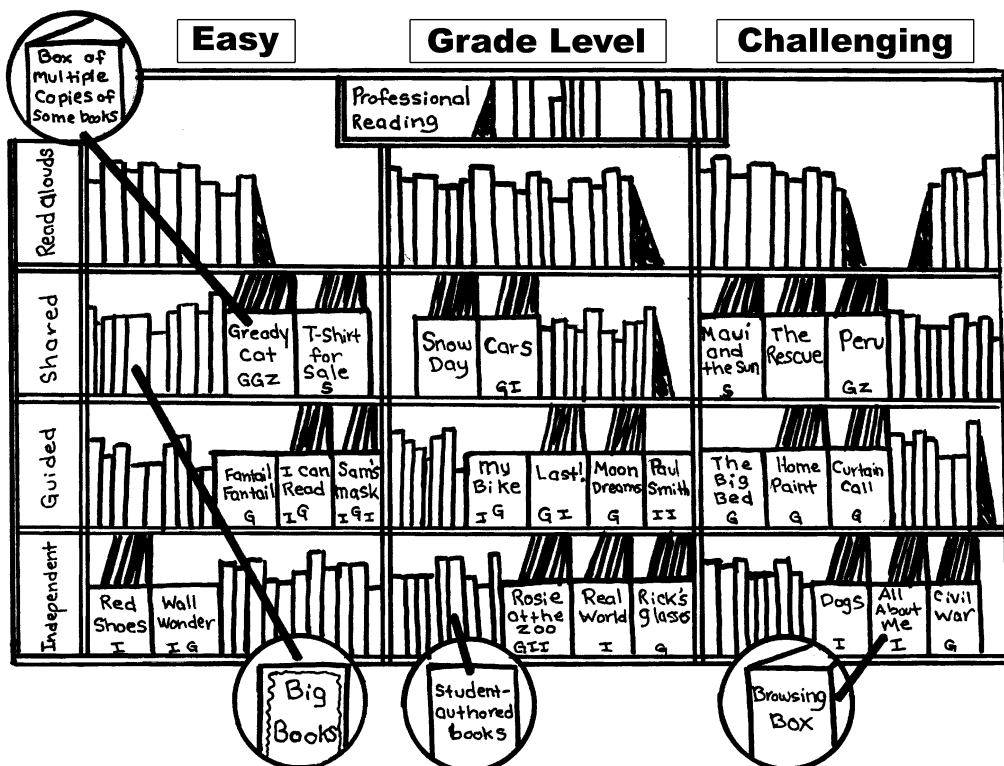 Easy
Grade Level
Challenging
Box of
Multiple
Copies of
some books
Professional
Reading
Read alouds
Shared
Gready
Cat
GGZ
T-Shirt
for
Sale
S
Snow
Day
Cars
GI
Maui
and
the Sun
S
The
Rescue
Peru
GZ
Guided
Fantail
Fantail
G
I can
Read
IG
Sam's
mask
IGI
My
Bike
IG
Last!
GI
Moon
Dreams
G
Paul
Smith
II
The
Big
Bed
G
Home
Paint
G
Curtain
Call
G
Independent
Red
Shoes
I
Wall
Wonder
IG
Rosie
at the
Zoo
GII
Real
World
I
Rick's
glasses
G
Dogs
I
All
About
Me
I
Civil
War
G
Big
Books
Student-
authored
books
Browsing
Box